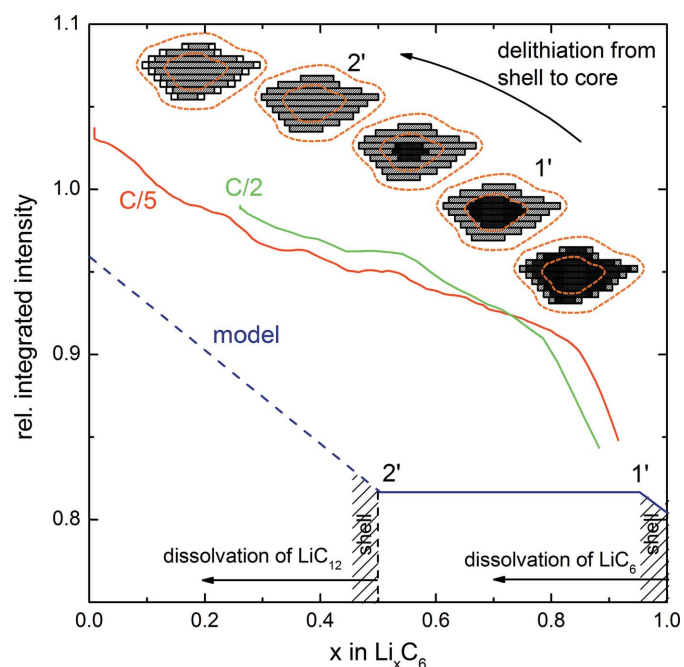 1.1
2'
delithiation from
shell to core
1'
1.0
C/2
C/5
model
0.9
2'
1'
0.8
shell
shell
dissolvation of LiC12
dissolvation of LiC6
0.0
0.2
0.4
0.6
0.8
1.0
x in LixC6
rel. integrated intensity